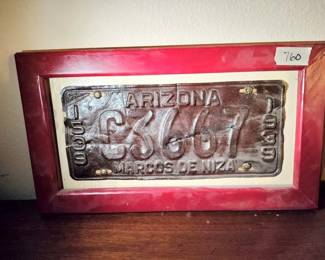 760
ARIZONA
1539
C3667
1939
MARCOS DE NIZA